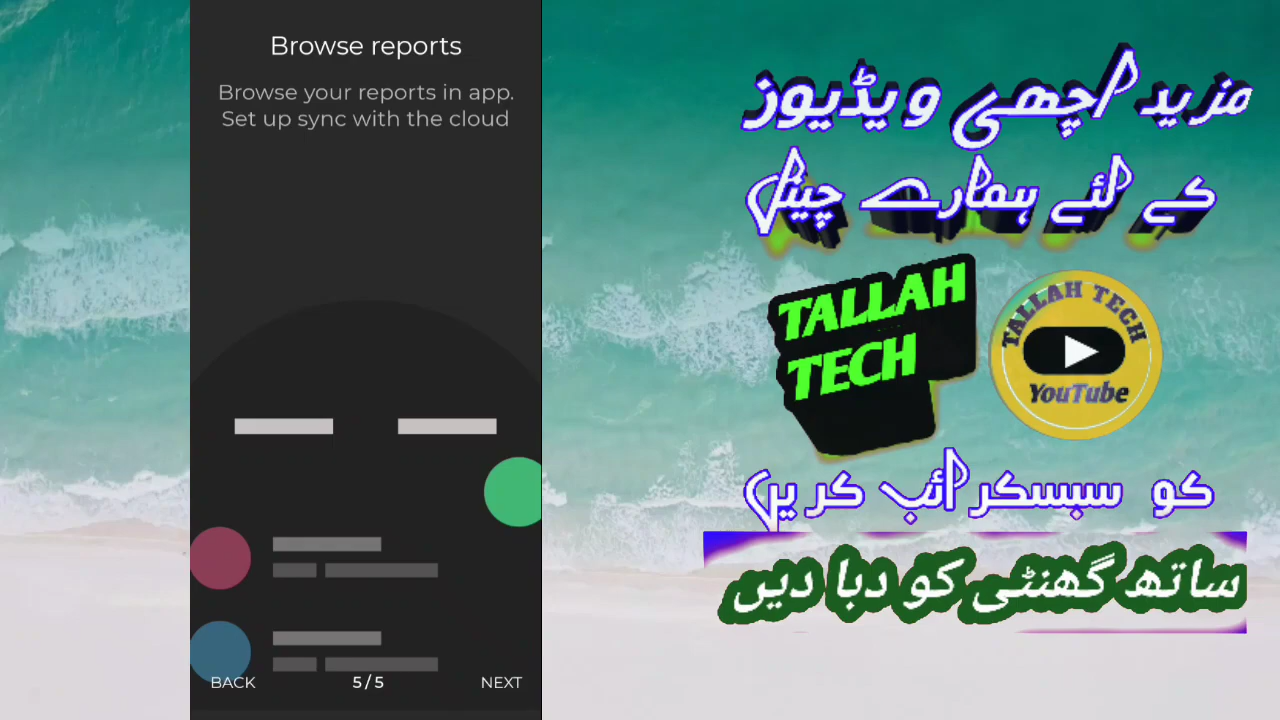 Browse reports
Browse your reports in app.
Set up sync with the cloud
BACK
5 / 5
NEXT
مزید اچھی ویڈیوز
کے لئے ہمارے چینل
TALLAH
TECH
TALLAH TECH
YouTube
کو سبسکرائب کریں
ساتھ گھنٹی کو دبا دیں